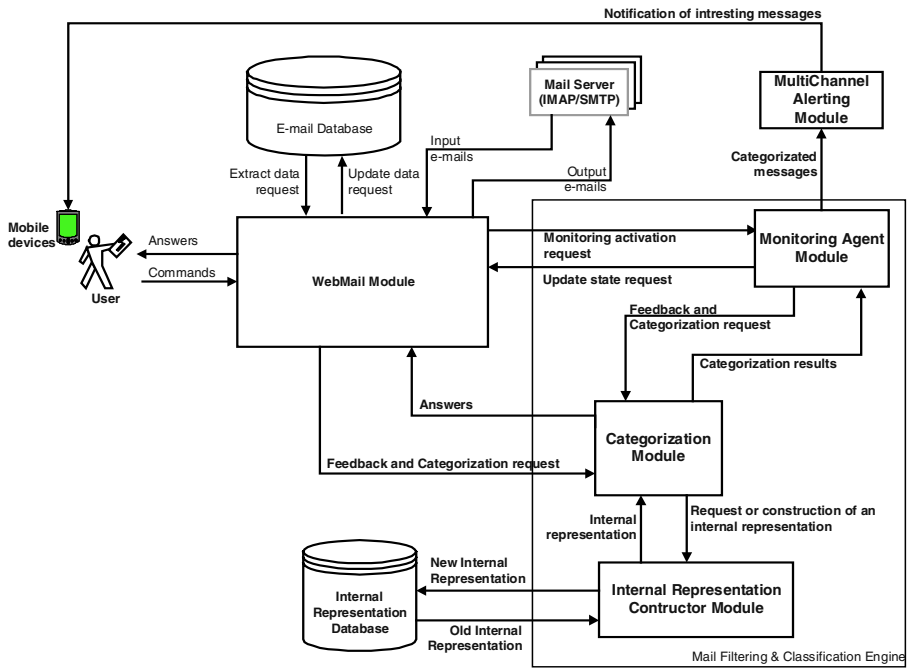 Notification of intresting messages
Mail Server
(IMAP/SMTP)
MultiChannel
Alerting
Module
E-mail Database
Input
e-mails
Categorizated
messages
Extract data
request
Update data
request
Output
e-mails
Mobile
devices
Answers
Commands
User
WebMail Module
Monitoring activation
request
Update state request
Monitoring Agent
Module
Feedback and
Categorization request
Categorization results
Answers
Categorization
Module
Feedback and Categorization request
Internal
representation
Request or construction of an
internal representation
New Internal
Representation
Internal
Representation
Database
Old Internal
Representation
Internal Representation
Contructor Module
Mail Filtering & Classification Engine